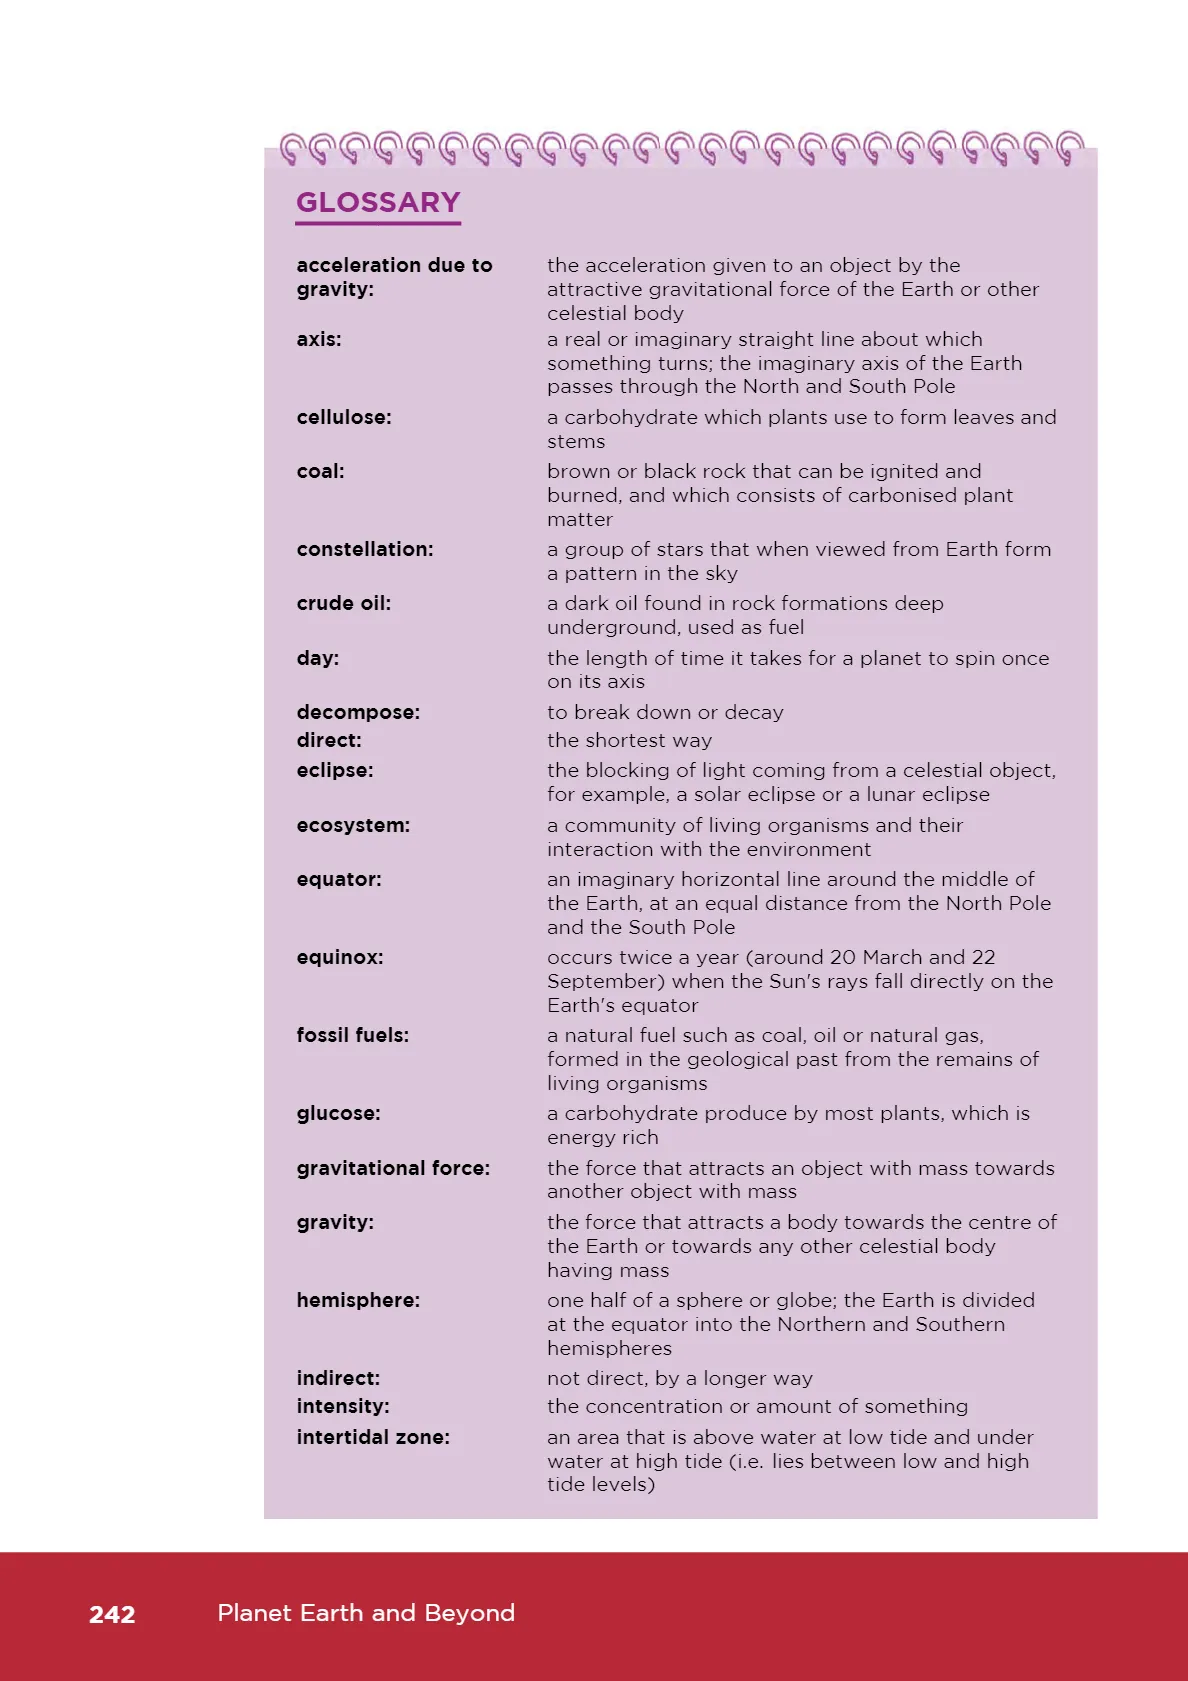 GLOSSARY
acceleration due to gravity: the acceleration given to an object by the
attractive gravitational force of the Earth or other
celestial body
axis: a real or imaginary straight line about which
something turns; the imaginary axis of the Earth
passes through the North and South Pole
cellulose: a carbohydrate which plants use to form leaves and
stems
coal: brown or black rock that can be ignited and
burned, and which consists of carbonised plant
matter
constellation: a group of stars that when viewed from Earth form
a pattern in the sky
crude oil: a dark oil found in rock formations deep
underground, used as fuel
day: the length of time it takes for a planet to spin once
on its axis
decompose: to break down or decay
direct: the shortest way
eclipse: the blocking of light coming from a celestial object,
for example, a solar eclipse or a lunar eclipse
ecosystem: a community of living organisms and their
interaction with the environment
equator: an imaginary horizontal line around the middle of
the Earth, at an equal distance from the North Pole
and the South Pole
equinox: occurs twice a year (around 20 March and 22
September) when the Sun's rays fall directly on the
Earth's equator
fossil fuels: a natural fuel such as coal, oil or natural gas,
formed in the geological past from the remains of
living organisms
glucose: a carbohydrate produce by most plants, which is
energy rich
gravitational force: the force that attracts an object with mass towards
another object with mass
gravity: the force that attracts a body towards the centre of
the Earth or towards any other celestial body
having mass
hemisphere: one half of a sphere or globe; the Earth is divided
at the equator into the Northern and Southern
hemispheres
indirect: not direct, by a longer way
intensity: the concentration or amount of something
intertidal zone: an area that is above water at low tide and under
water at high tide (i.e. lies between low and high
tide levels)
242 Planet Earth and Beyond